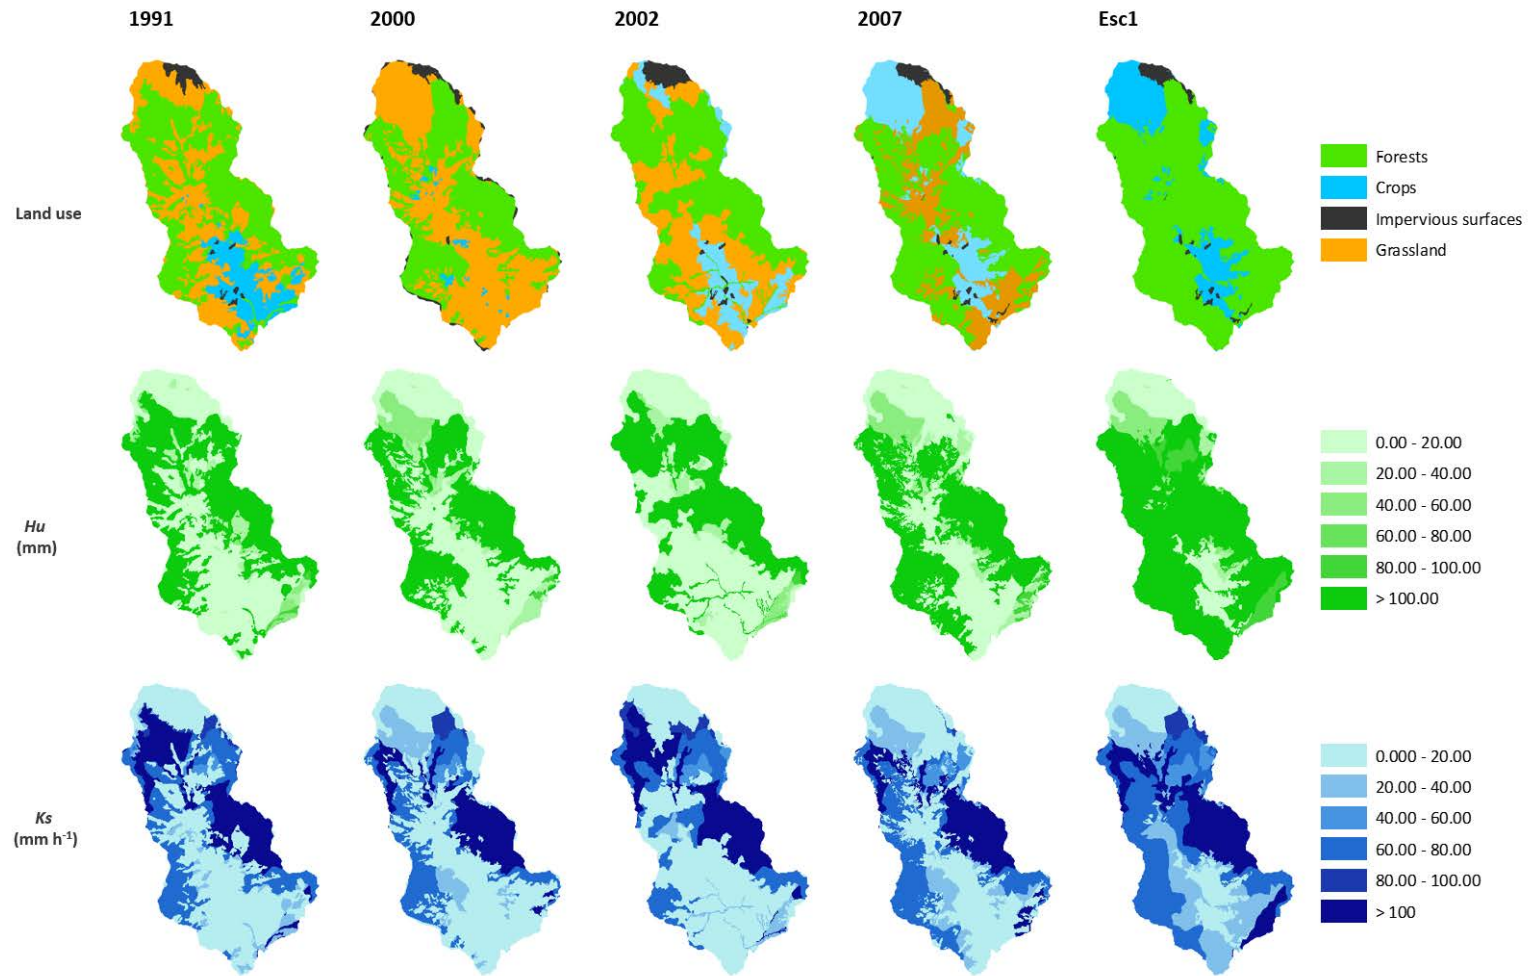 1991 2000 2002 2007 Esc1
Land use
Forests
Crops
Impervious surfaces
Grassland
Hu
(mm)
0.00 - 20.00
20.00 - 40.00
40.00 - 60.00
60.00 - 80.00
80.00 - 100.00
> 100.00
Ks
(mm h⁻¹)
0.000 - 20.00
20.00 - 40.00
40.00 - 60.00
60.00 - 80.00
80.00 - 100.00
> 100